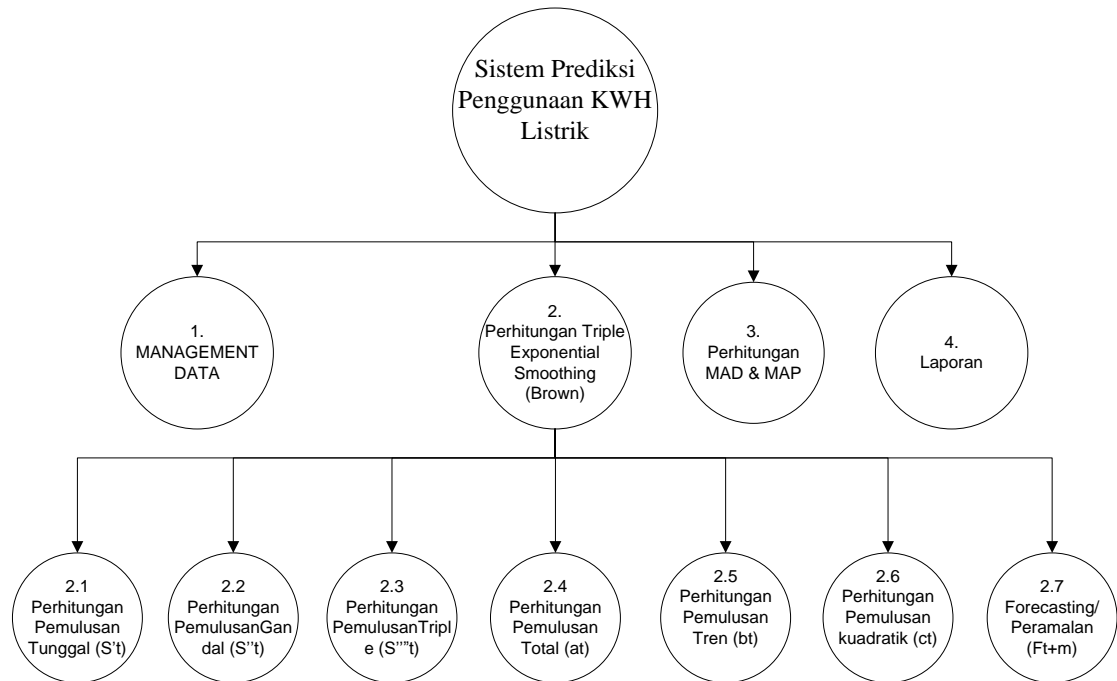 Sistem Prediksi
Penggunaan KWH
Listrik
1.
MANAGEMENT
DATA
2.
Perhitungan Triple
Exponential
Smoothing
(Brown)
3.
Perhitungan
MAD & MAP
4.
Laporan
2.1
Perhitungan
Pemulusan
Tunggal (S't)
2.2
Perhitungan
PemulusanGan
dal (S''t)
2.3
Perhitungan
PemulusanTripl
e (S''''t)
2.4
Perhitungan
Pemulusan
Total (at)
2.5
Perhitungan
Pemulusan
Tren (bt)
2.6
Perhitungan
Pemulusan
kuadratik (ct)
2.7
Forecasting/
Peramalan
(Ft+m)